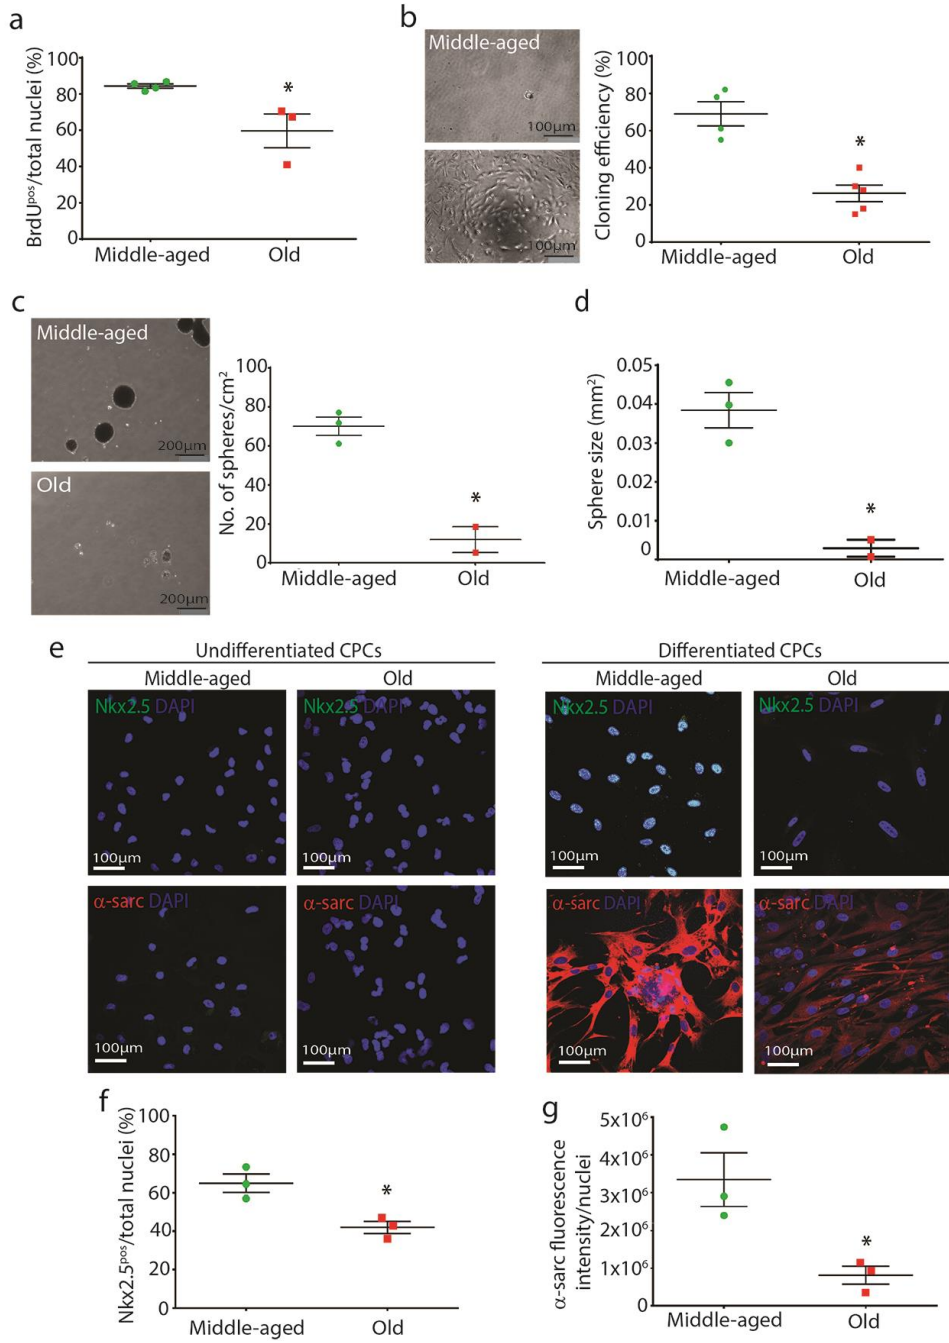 a
BrdUᵖᵒˢ/total nuclei (%)
100
80
60
40
20
0
*
Middle-aged
Old
b
Middle-aged
100µm
100µm
Cloning efficiency (%)
100
80
60
40
20
0
*
Middle-aged
Old
c
Middle-aged
200µm
Old
200µm
No. of spheres/cm²
100
80
60
40
20
0
*
Middle-aged
Old
d
Sphere size (mm²)
0.05
0.04
0.03
0.02
0.01
0
*
Middle-aged
Old
e
Undifferentiated CPCs
Middle-aged
Old
Nkx2.5 DAPI
100µm
Nkx2.5 DAPI
100µm
α-sarc DAPI
100µm
α-sarc DAPI
100µm
Differentiated CPCs
Middle-aged
Old
Nkx2.5 DAPI
100µm
Nkx2.5 DAPI
100µm
α-sarc DAPI
100µm
α-sarc DAPI
100µm
f
Nkx2.5ᵖᵒˢ/total nuclei (%)
100
80
60
40
20
0
*
Middle-aged
Old
g
α-sarc fluorescence
intensity/nuclei
5x10⁶
4x10⁶
3x10⁶
2x10⁶
1x10⁶
0
*
Middle-aged
Old